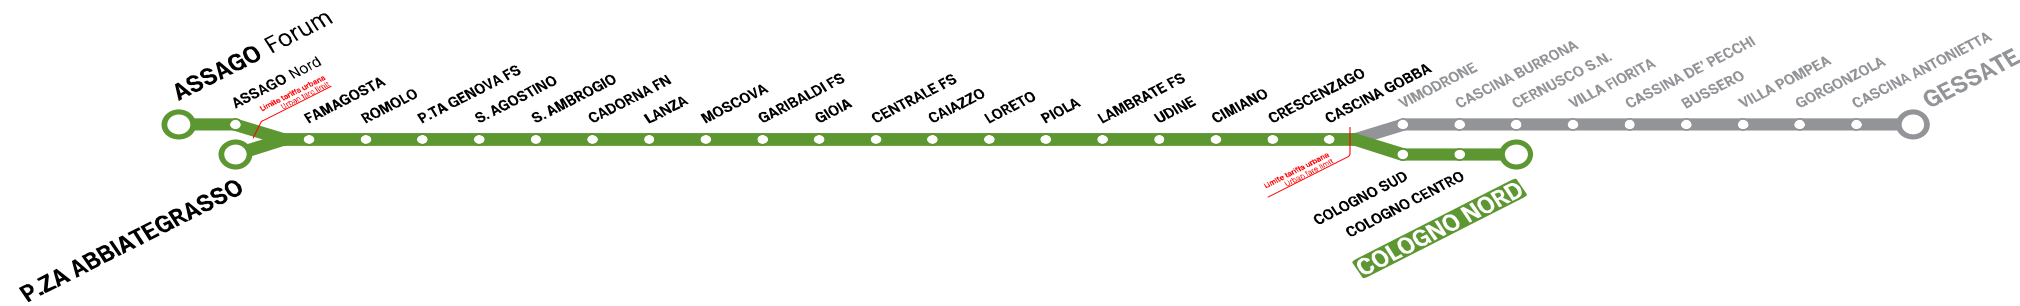 ASSAGO Forum
ASSAGO Nord
Limite tariffa urbana
Urban fare limit
P.ZA ABBIATEGRASSO
FAMAGOSTA
ROMOLO
P.TA GENOVA FS
S. AGOSTINO
S. AMBROGIO
CADORNA FN
LANZA
MOSCOVA
GARIBALDI FS
GIOIA
CENTRALE FS
CAIAZZO
LORETO
PIOLA
LAMBRATE FS
UDINE
CIMIANO
CRESCENZAGO
CASCINA GOBBA
Limite tariffa urbana
Urban fare limit
VIMODRONE
CASCINA BURRONA
CERNUSCO S.N.
VILLA FIORITA
CASSINA DE' PECCHI
BUSSERO
VILLA POMPEA
GORGONZOLA
CASCINA ANTONIETTA
GESSATE
COLOGNO SUD
COLOGNO CENTRO
COLOGNO NORD